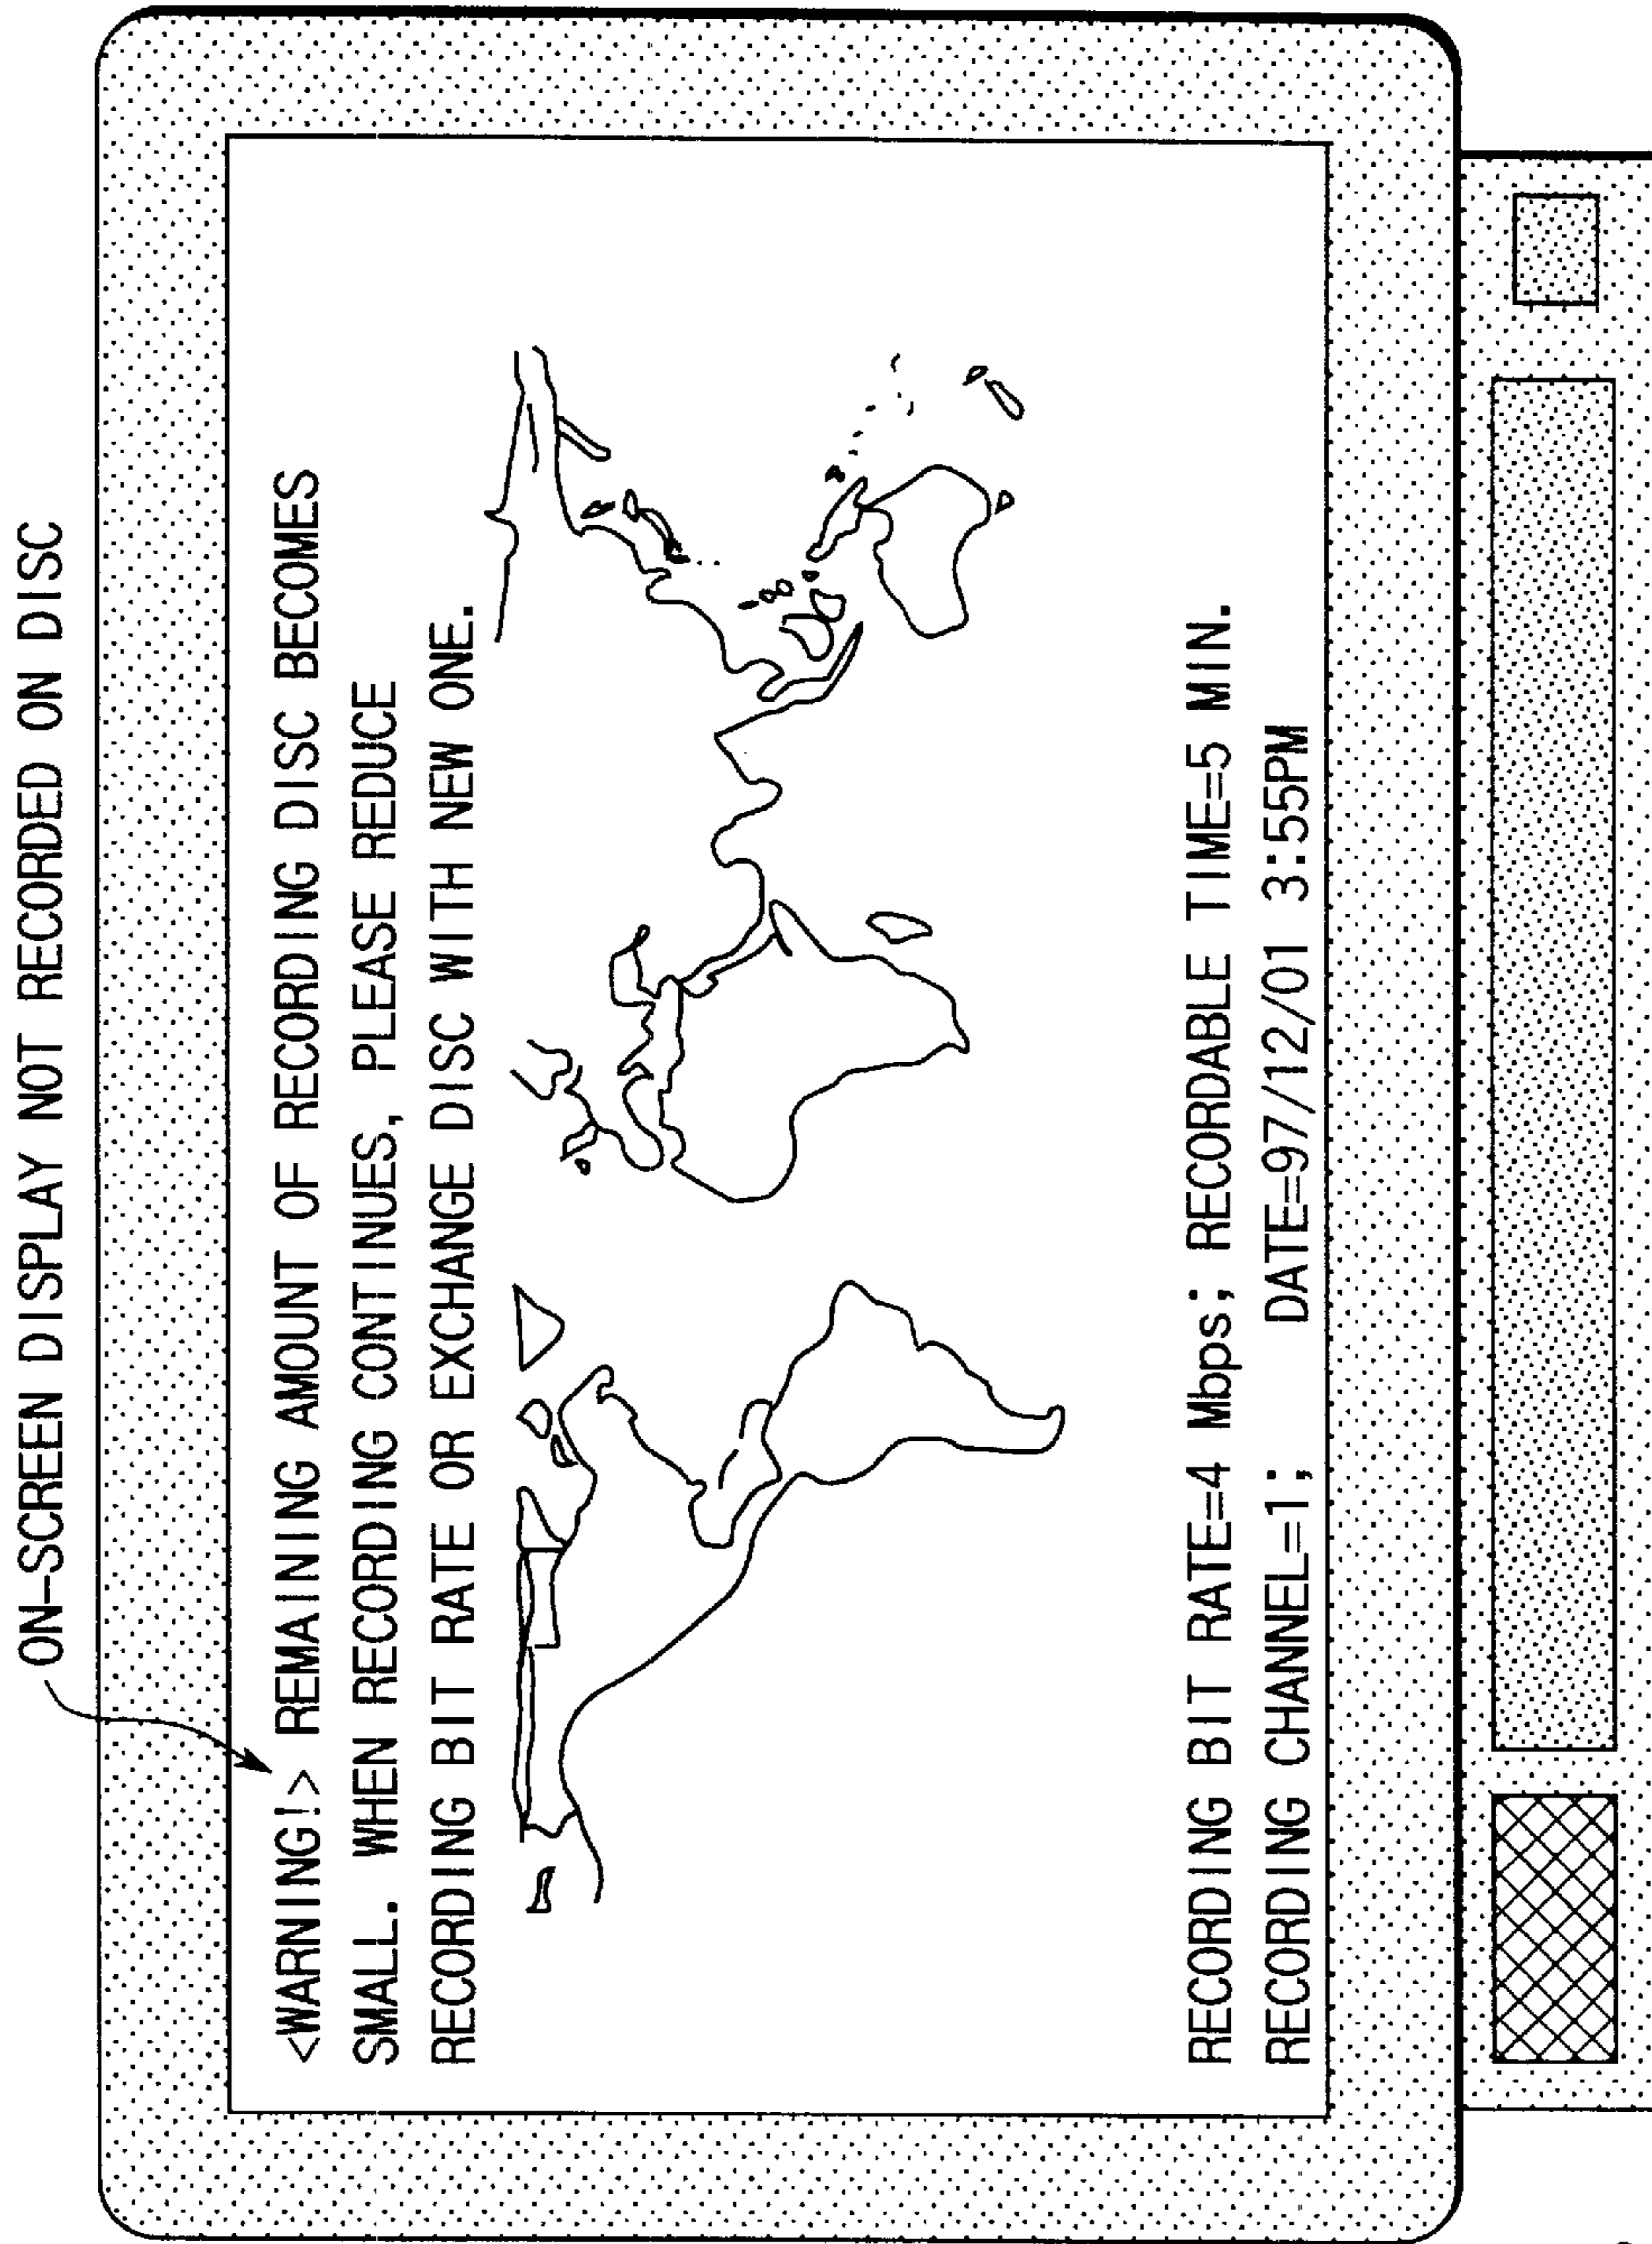 ON-SCREEN DISPLAY NOT RECORDED ON DISC
<WARNING!> REMAINING AMOUNT OF RECORDING DISC BECOMES
SMALL. WHEN RECORDING CONTINUES, PLEASE REDUCE
RECORDING BIT RATE OR EXCHANGE DISC WITH NEW ONE.
RECORDING BIT RATE=4 Mbps; RECORDABLE TIME=5 MIN.
RECORDING CHANNEL=1; DATE=97/12/01 3:55PM